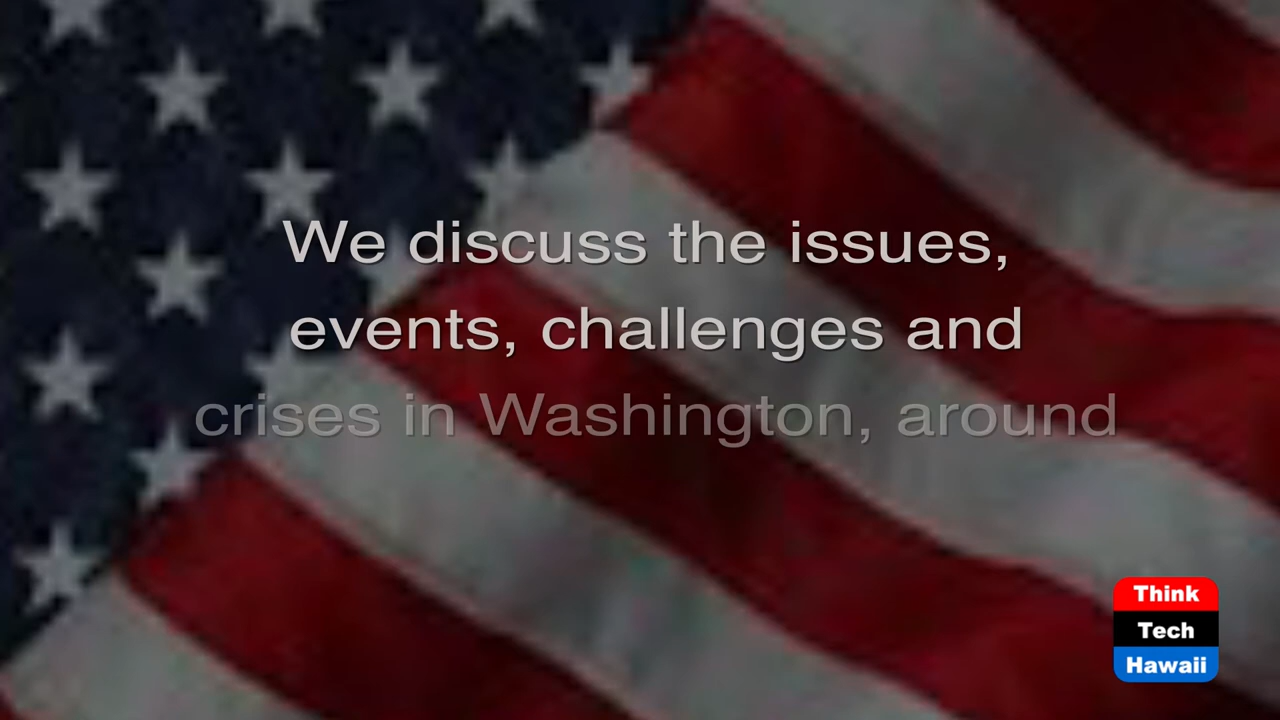 We discuss the issues,
events, challenges and
crises in Washington, around
Think
Tech
Hawaii